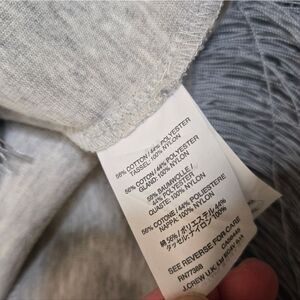 56% COTTON / 44% POLYESTER
TASSEL: 100% NYLON
56% COTON / 44% POLYESTER
GLAND: 100% NYLON
56% BAUMWOLLE /
44% POLYESTER
QUASTE: 100% NYLON
56% COTONE / 44% POLIESTERE
NAPPA: 100% NYLON
綿 56% / ポリエステル 44%
タッセル: ナイロン 100%
SEE REVERSE FOR CARE
RN77388
J.CREW U.K. Ltd